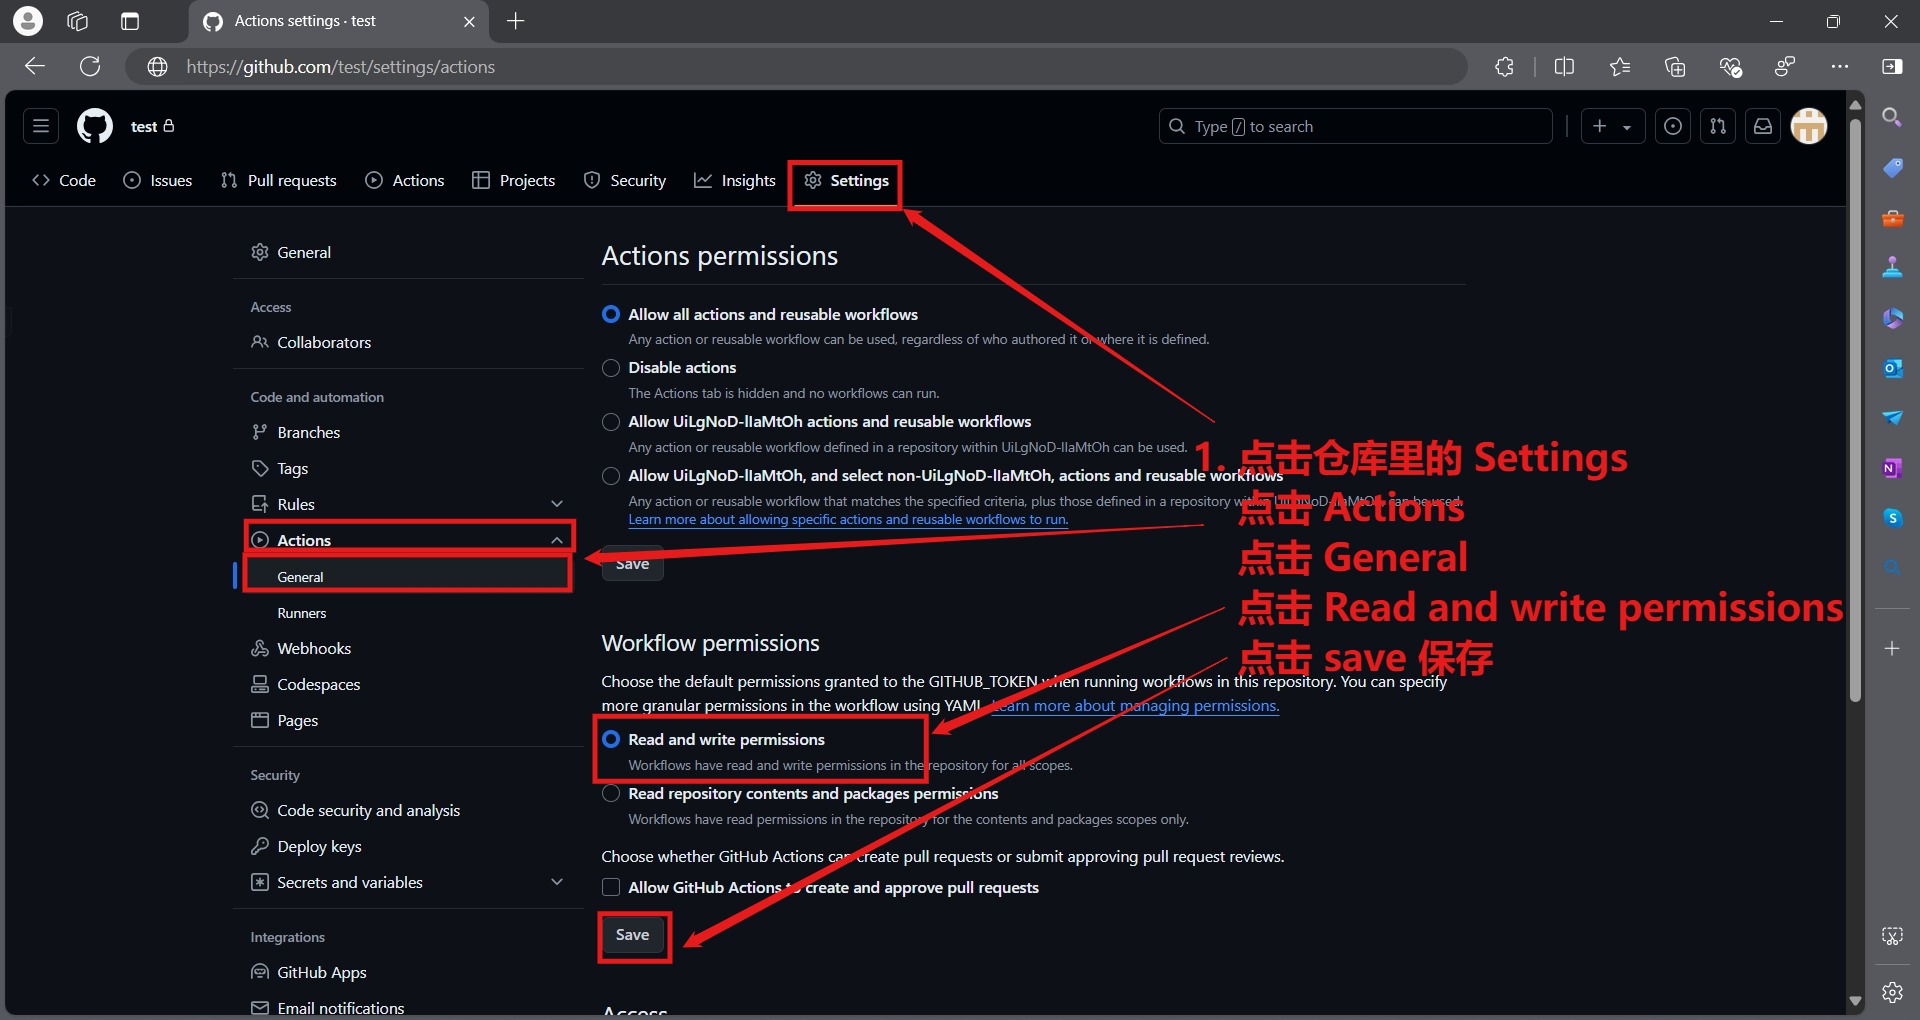 Actions settings · test
https://github.com/test/settings/actions
test
Type / to search
Code
Issues
Pull requests
Actions
Projects
Security
Insights
Settings
General
Access
Collaborators
Code and automation
Branches
Tags
Rules
Actions
General
Runners
Webhooks
Codespaces
Pages
Security
Code security and analysis
Deploy keys
Secrets and variables
Integrations
GitHub Apps
Email notifications
Actions permissions
Allow all actions and reusable workflows
Any action or reusable workflow can be used, regardless of who authored it or where it is defined.
Disable actions
The Actions tab is hidden and no workflows can run.
Allow UiLgNoD-lIaMtOh actions and reusable workflows
Any action or reusable workflow defined in a repository within UiLgNoD-lIaMtOh can be used.
Allow UiLgNoD-lIaMtOh, and select non-UiLgNoD-lIaMtOh, actions and reusable workflows
Any action or reusable workflow that matches the specified criteria, plus those defined in a repository within UiLgNoD-lIaMtOh, can be used.
Learn more about allowing specific actions and reusable workflows to run.
Save
Workflow permissions
Choose the default permissions granted to the GITHUB_TOKEN when running workflows in this repository. You can specify
more granular permissions in the workflow using YAML. Learn more about managing permissions.
Read and write permissions
Workflows have read and write permissions in the repository for all scopes.
Read repository contents and packages permissions
Workflows have read permissions in the repository for the contents and packages scopes only.
Choose whether GitHub Actions can create pull requests or submit approving pull request reviews.
Allow GitHub Actions to create and approve pull requests
Save
Access
1. 点击仓库里的 Settings
点击 Actions
点击 General
点击 Read and write permissions
点击 save 保存